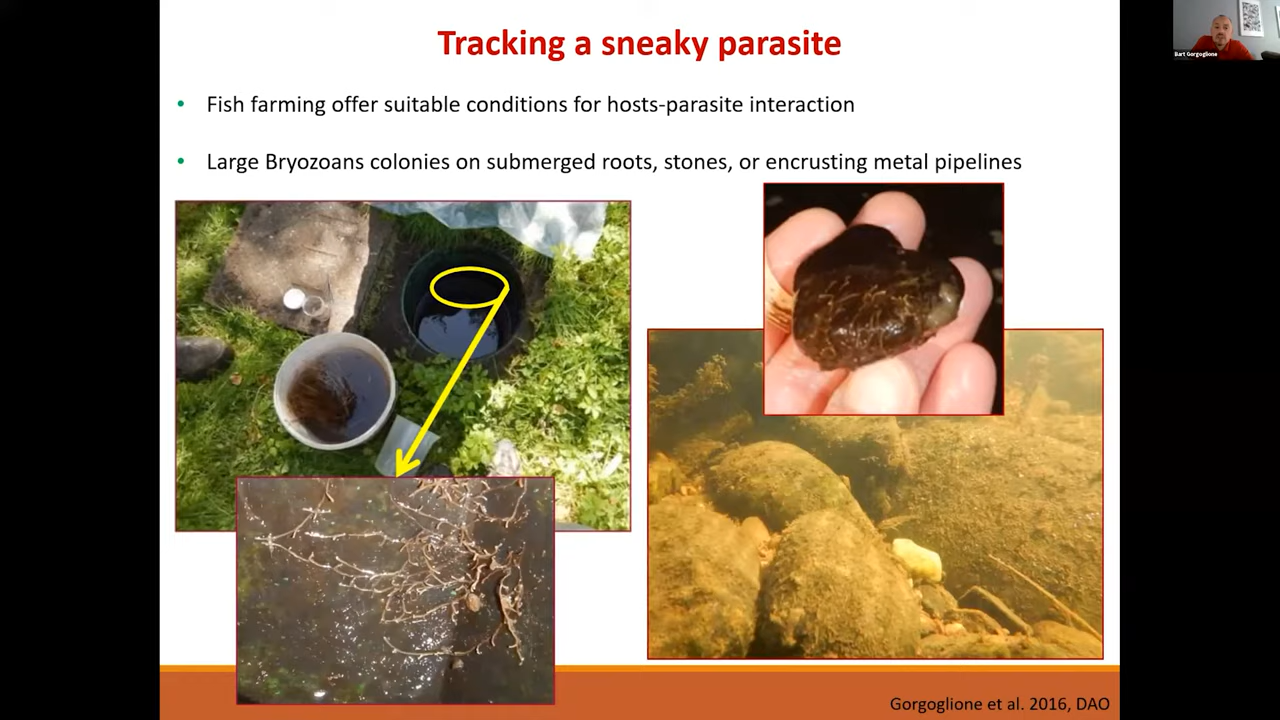 Tracking a sneaky parasite
Bart Gorgoglione
• Fish farming offer suitable conditions for hosts-parasite interaction
• Large Bryozoans colonies on submerged roots, stones, or encrusting metal pipelines
Gorgoglione et al. 2016, DAO